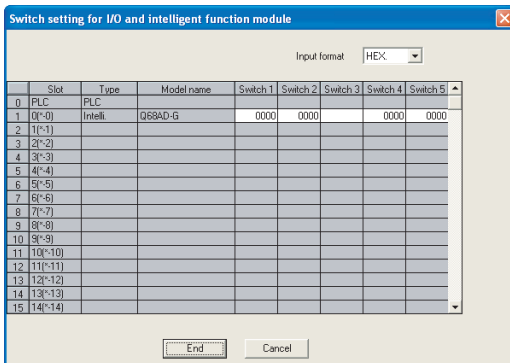 Switch setting for I/O and intelligent function module
Input format HEX.
Slot Type Model name Switch 1 Switch 2 Switch 3 Switch 4 Switch 5
0 PLC PLC
1 0(*-0) Intelli. Q68AD-G 0000 0000 0000 0000
2 1(*-1)
3 2(*-2)
4 3(*-3)
5 4(*-4)
6 5(*-5)
7 6(*-6)
8 7(*-7)
9 8(*-8)
10 9(*-9)
11 10(*-10)
12 11(*-11)
13 12(*-12)
14 13(*-13)
15 14(*-14)
End Cancel